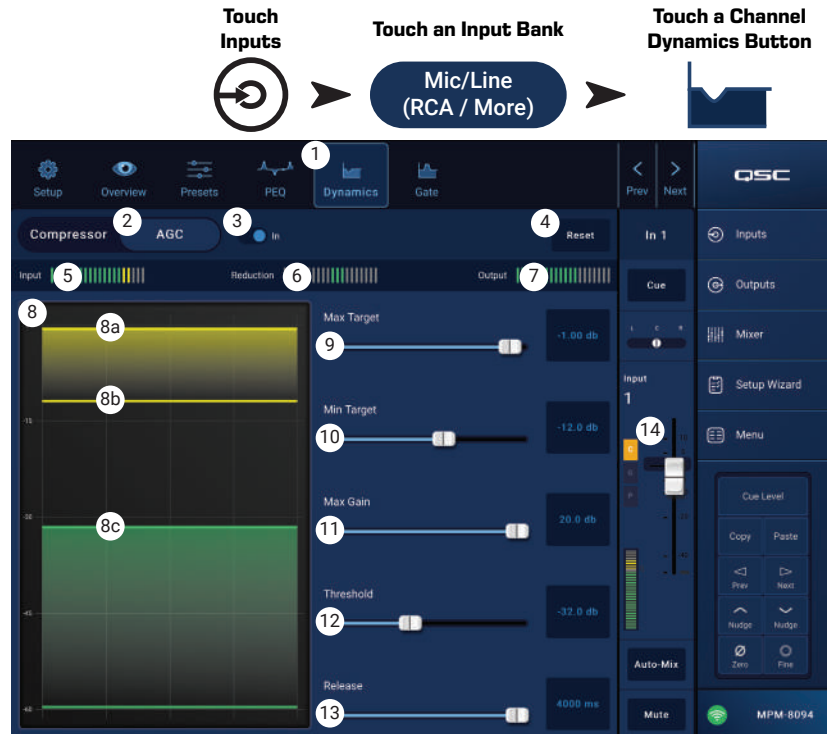 Touch
Inputs
Touch an Input Bank
Touch a Channel
Dynamics Button
Mic/Line
(RCA / More)
1
Setup
Overview
Presets
PEQ
Dynamics
Gate
Prev
Next
QSC
Compressor
2
AGC
3
In
4
Reset
In 1
Inputs
Input
5
Reduction
6
Output
7
Cue
Outputs
8
8a
8b
8c
-15
-30
-45
-60
Max Target
9
-1.00 db
Min Target
10
-12.0 db
Max Gain
11
20.0 db
Threshold
12
-32.0 db
Release
13
4000 ms
L C R
Input
1
14
10
Auto-Mix
Mute
Mixer
Setup Wizard
Menu
Cue Level
Copy
Paste
Prev
Next
Nudge
Nudge
Zero
Fine
MPM-8094